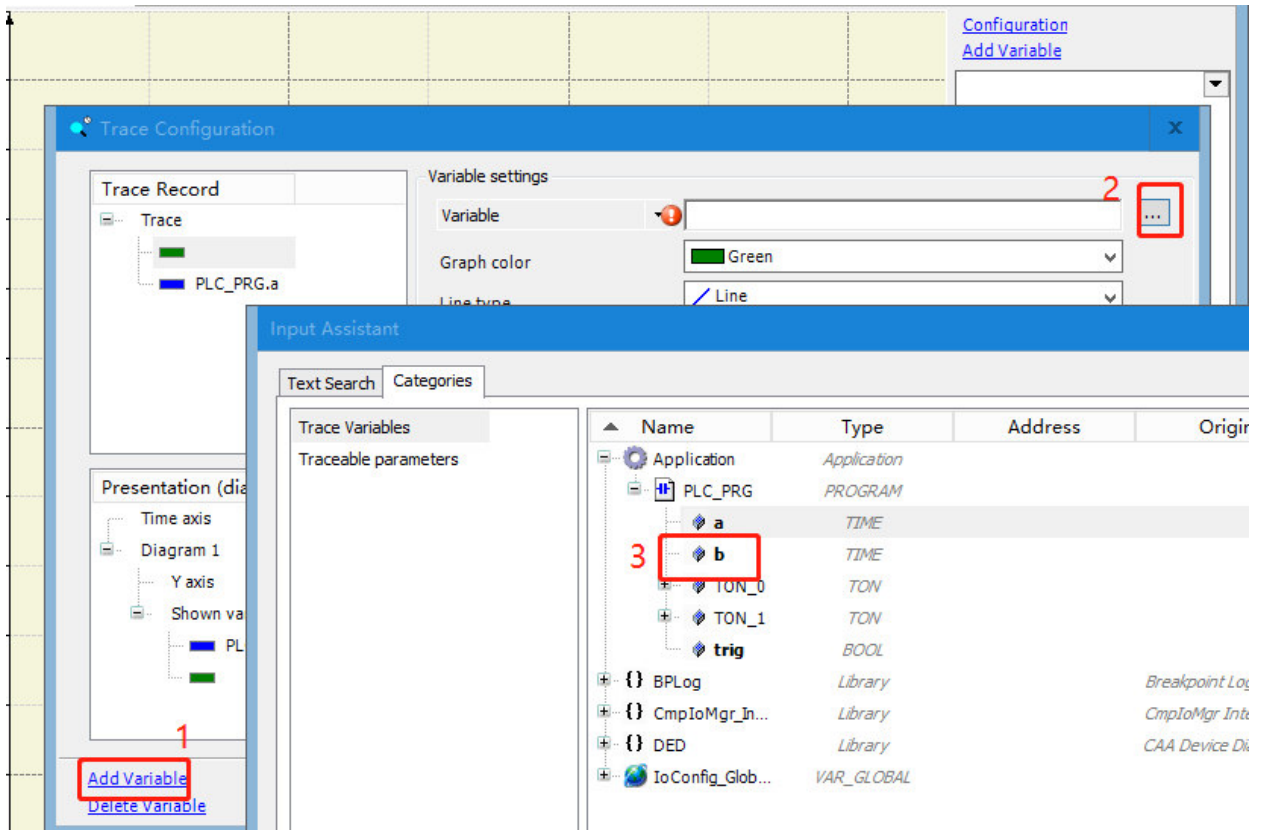 Configuration
Add Variable
Trace Configuration
x
Trace Record
Variable settings
2
Trace
Variable
...
Graph color
Green
PLC_PRG.a
Line type
Line
Input Assistant
Text Search
Categories
Trace Variables
Name Type Address Origin
Traceable parameters
Application Application
Presentation (dia
PLC_PRG PROGRAM
Time axis
a TIME
Diagram 1
3
b TIME
Y axis
TON_0 TON
Shown va
TON_1 TON
PL
trig BOOL
BPLog Library Breakpoint Log
CmpIoMgr_In... Library CmpIoMgr Inte
1
DED Library CAA Device Di
Add Variable
IoConfig_Glob... VAR_GLOBAL
Delete Variable